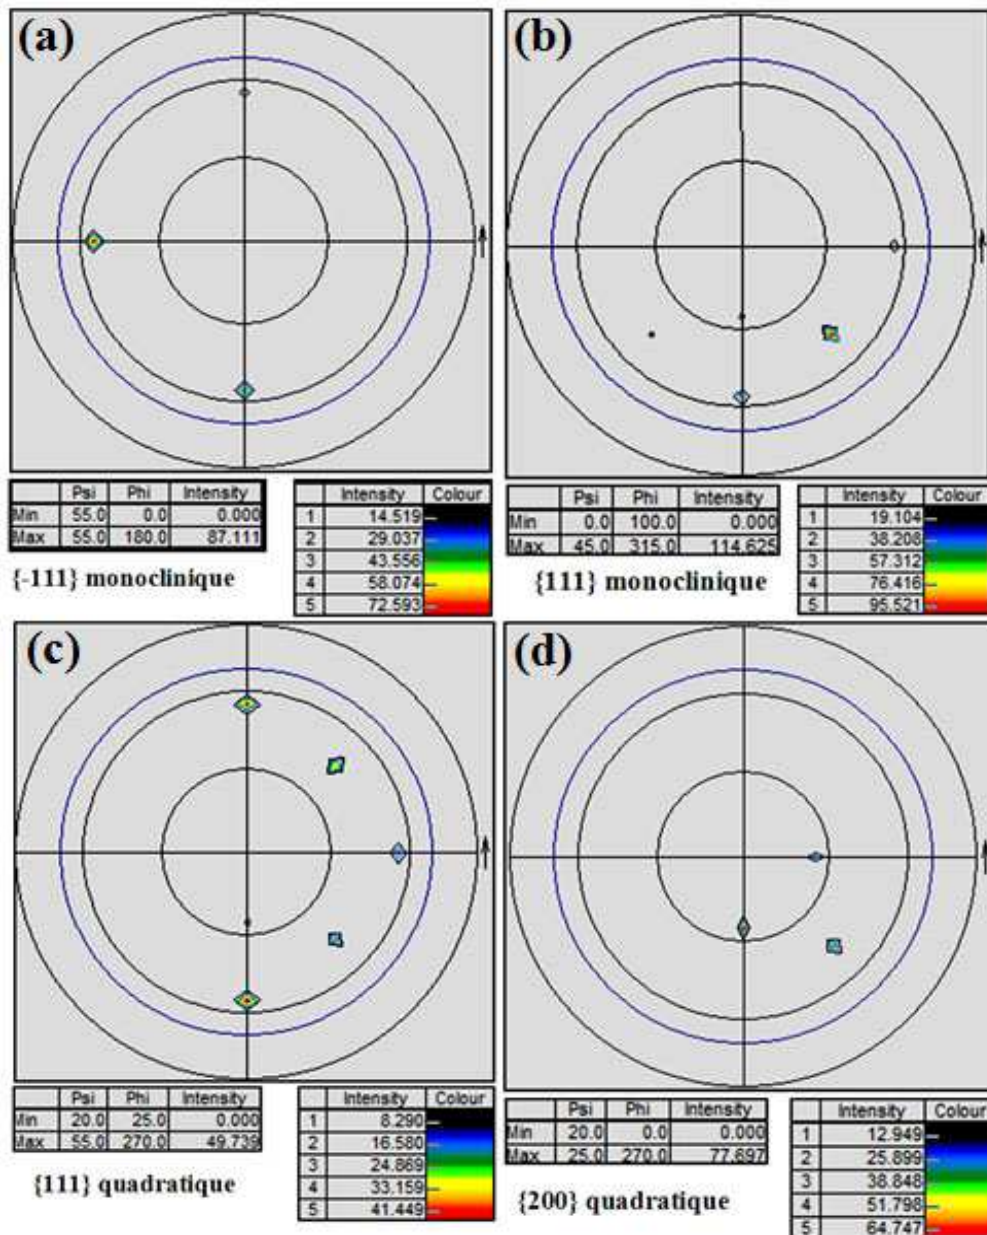 (a)
(b)
Psi Phi Intensity
Min 55.0 0.0 0.000
Max 55.0 180.0 87.111
Intensity Colour
1 14.519
2 29.037
3 43.556
4 58.074
5 72.593
{-111} monoclinique
Psi Phi Intensity
Min 0.0 100.0 0.000
Max 45.0 315.0 114.625
Intensity Colour
1 19.104
2 38.208
3 57.312
4 76.416
5 95.521
{111} monoclinique
(c)
(d)
Psi Phi Intensity
Min 20.0 25.0 0.000
Max 55.0 270.0 49.739
Intensity Colour
1 8.290
2 16.580
3 24.869
4 33.159
5 41.449
{111} quadratique
Psi Phi Intensity
Min 20.0 0.0 0.000
Max 25.0 270.0 77.697
Intensity Colour
1 12.949
2 25.899
3 38.848
4 51.798
5 64.747
{200} quadratique